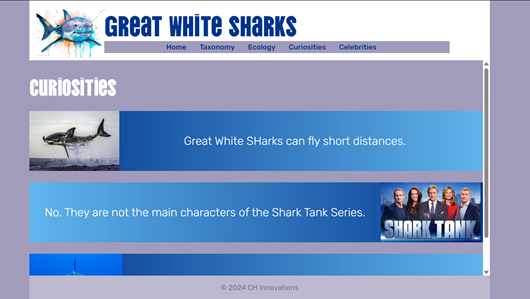 Great White Sharks
Home Taxonomy Ecology Curiosities Celebrities
Curiosities
Great White SHarks can fly short distances.
No. They are not the main characters of the Shark Tank Series.
SHARK TANK
© 2024 CH Innovations